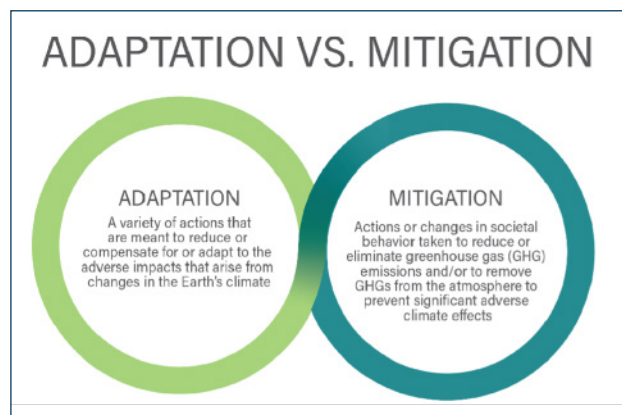 ADAPTATION VS. MITIGATION
ADAPTATION
A variety of actions that
are meant to reduce or
compensate for or adapt to the
adverse impacts that arise from
changes in the Earth's climate
MITIGATION
Actions or changes in societal
behavior taken to reduce or
eliminate greenhouse gas (GHG)
emissions and/or to remove
GHGs from the atmosphere to
prevent significant adverse
climate effects